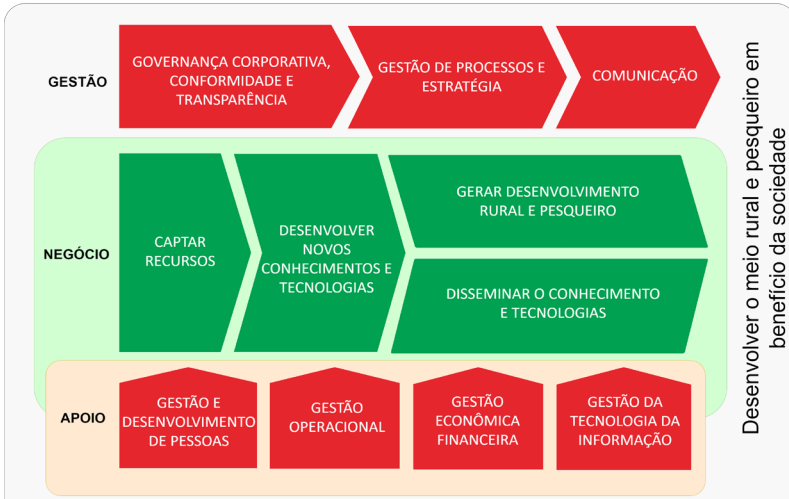 GESTÃO
GOVERNANÇA CORPORATIVA,
CONFORMIDADE E
TRANSPARÊNCIA
GESTÃO DE PROCESSOS E
ESTRATÉGIA
COMUNICAÇÃO
NEGÓCIO
CAPTAR
RECURSOS
DESENVOLVER
NOVOS
CONHECIMENTOS E
TECNOLOGIAS
GERAR DESENVOLVIMENTO
RURAL E PESQUEIRO
DISSEMINAR O CONHECIMENTO
E TECNOLOGIAS
APOIO
GESTÃO E
DESENVOLVIMENTO
DE PESSOAS
GESTÃO
OPERACIONAL
GESTÃO
ECONÔMICA
FINANCEIRA
GESTÃO DA
TECNOLOGIA DA
INFORMAÇÃO
Desenvolver o meio rural e pesqueiro em
benefício da sociedade